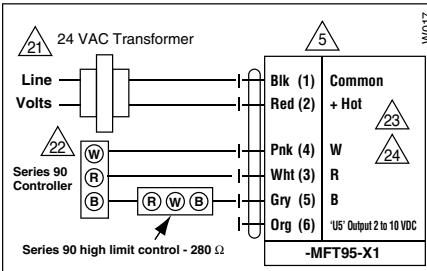 21 24 VAC Transformer
5
W017
Line
Volts
Blk (1) Common
Red (2) + Hot
23
22
Pnk (4) W
24
Series 90
Controller
W
R
B
Wht (3) R
R W B
Gry (5) B
Org (6) 'U5' Output 2 to 10 VDC
Series 90 high limit control - 280 Ω
-MFT95-X1